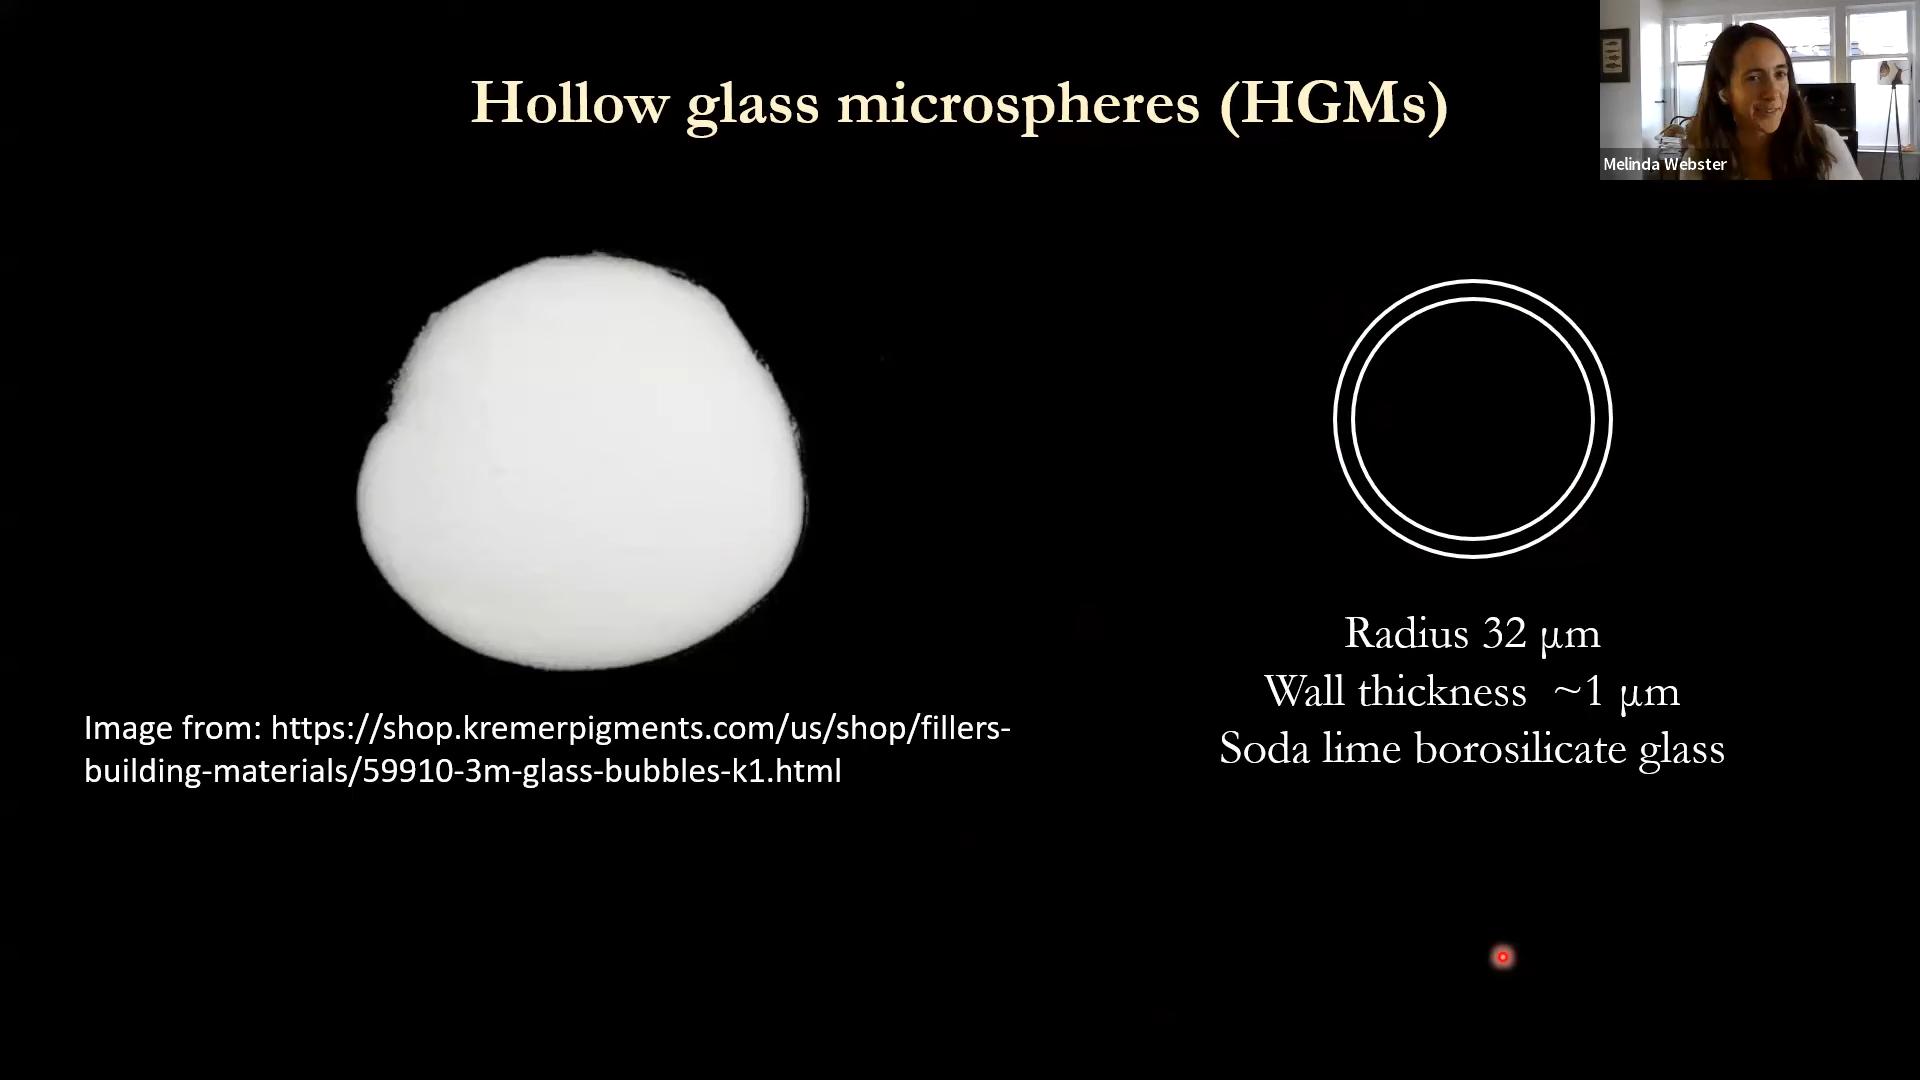 Hollow glass microspheres (HGMs)
Melinda Webster
Radius 32 μm
Wall thickness ~1 μm
Soda lime borosilicate glass
Image from: https://shop.kremerpigments.com/us/shop/fillers-
building-materials/59910-3m-glass-bubbles-k1.html